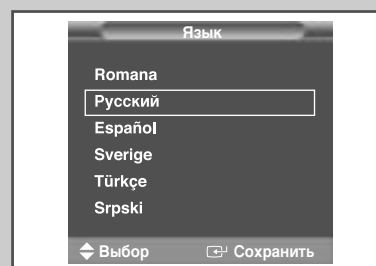 Язык
Romana
Русский
Español
Sverige
Türkçe
Srpski
Выбор Сохранить